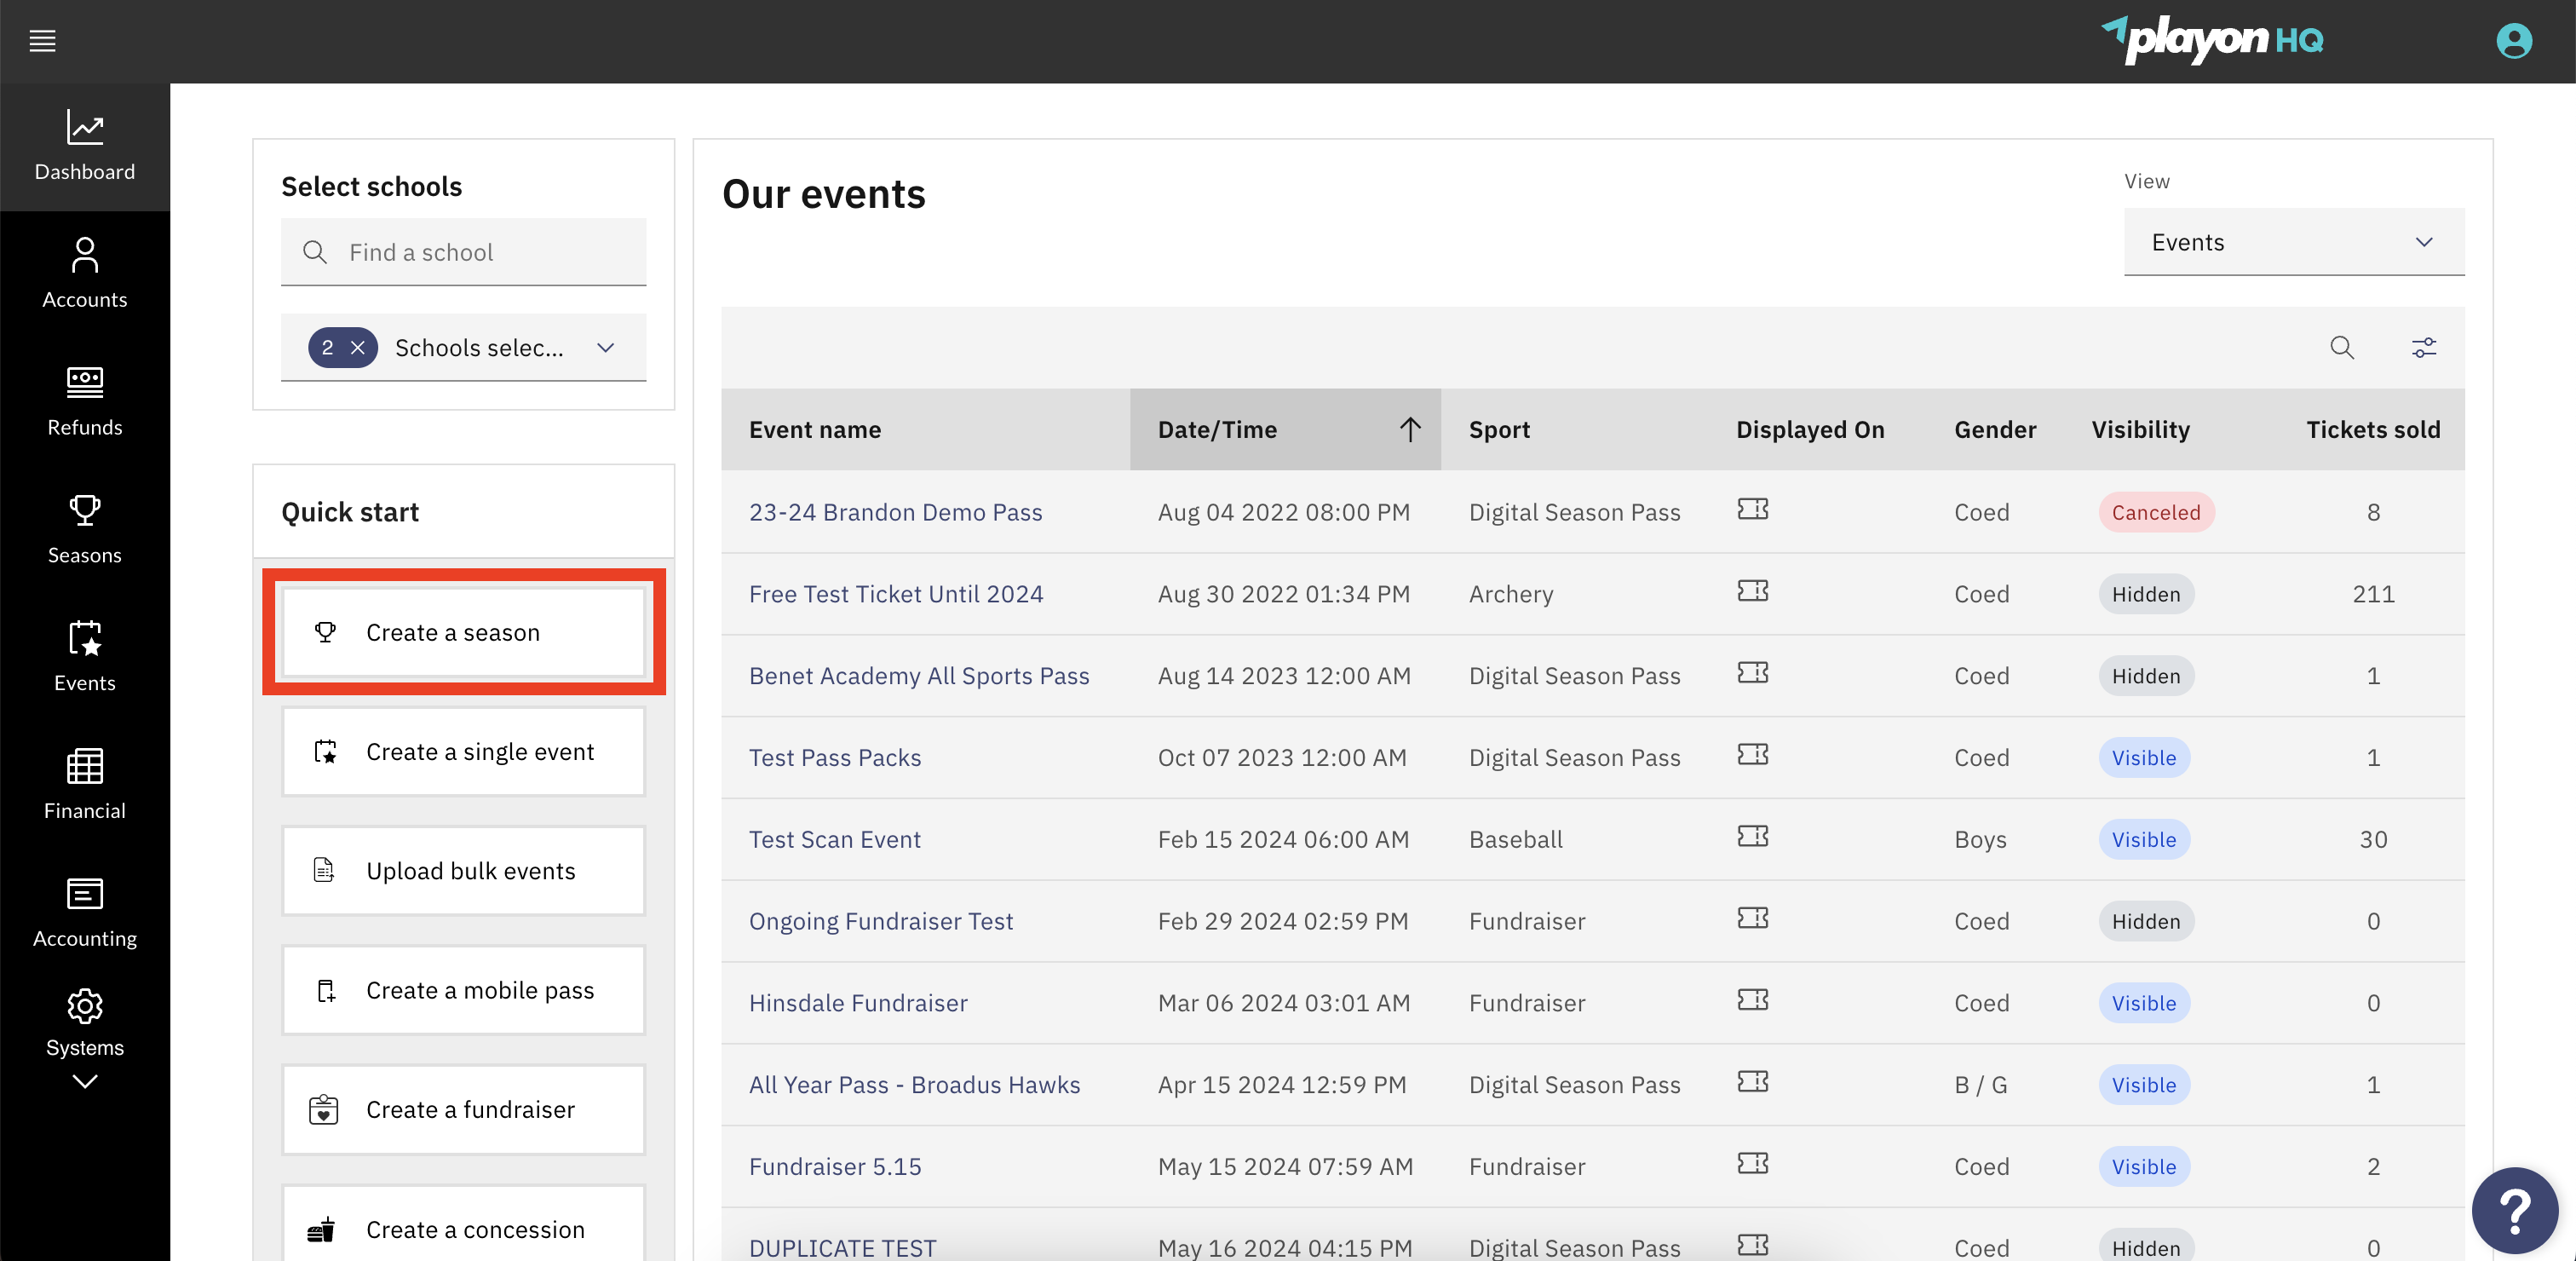 playon HQ
Dashboard
Accounts
Refunds
Seasons
Events
Financial
Accounting
Systems
Select schools
Find a school
2 Schools selec...
Quick start
Create a season
Create a single event
Upload bulk events
Create a mobile pass
Create a fundraiser
Create a concession
Our events
View
Events
Event name Date/Time Sport Displayed On Gender Visibility Tickets sold
23-24 Brandon Demo Pass Aug 04 2022 08:00 PM Digital Season Pass Coed Canceled 8
Free Test Ticket Until 2024 Aug 30 2022 01:34 PM Archery Coed Hidden 211
Benet Academy All Sports Pass Aug 14 2023 12:00 AM Digital Season Pass Coed Hidden 1
Test Pass Packs Oct 07 2023 12:00 AM Digital Season Pass Coed Visible 1
Test Scan Event Feb 15 2024 06:00 AM Baseball Boys Visible 30
Ongoing Fundraiser Test Feb 29 2024 02:59 PM Fundraiser Coed Hidden 0
Hinsdale Fundraiser Mar 06 2024 03:01 AM Fundraiser Coed Visible 0
All Year Pass - Broadus Hawks Apr 15 2024 12:59 PM Digital Season Pass B / G Visible 1
Fundraiser 5.15 May 15 2024 07:59 AM Fundraiser Coed Visible 2
DUPLICATE TEST May 16 2024 04:15 PM Digital Season Pass Coed Hidden 0
?